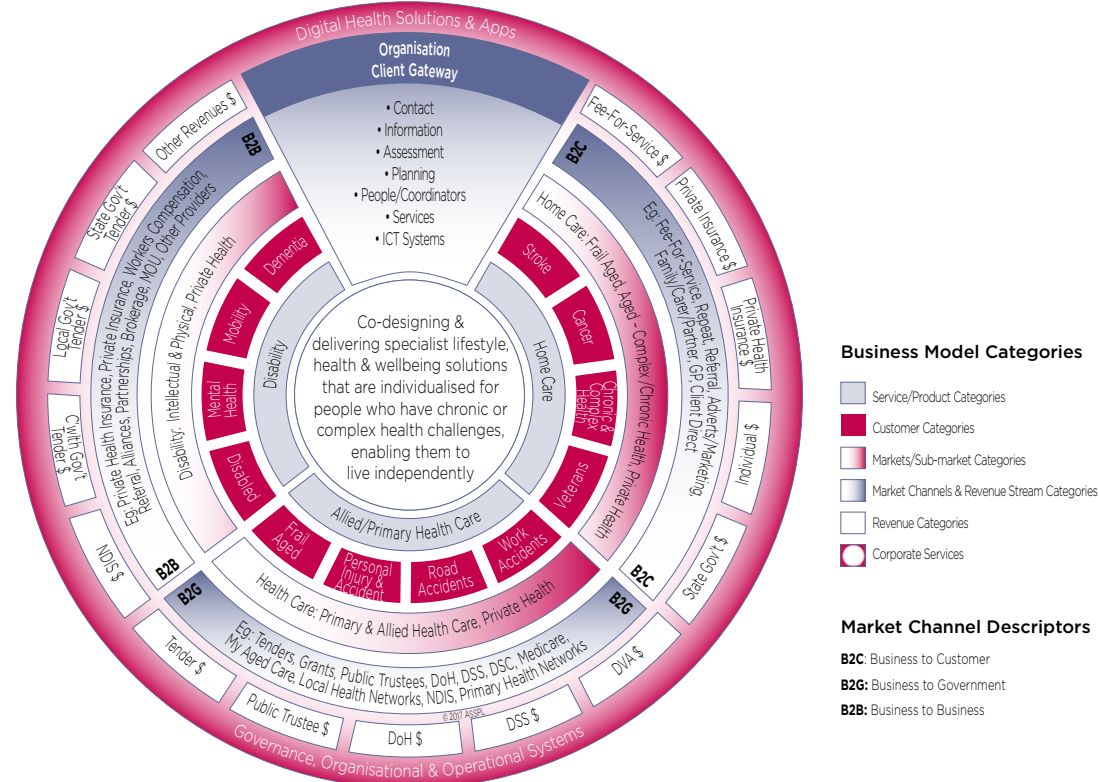 Digital Health Solutions & Apps
Organisation
Client Gateway
• Contact
• Information
• Assessment
• Planning
• People/Coordinators
• Services
• ICT Systems
Fee-For-Service $
Private Insurance $
Private Health
Insurance $
Individual $
State Gov't $
DVA $
DSS $
DoH $
Public Trustee $
Tender $
NDIS $
C'with Gov't
Tender $
Local Gov't
Tender $
State Gov't
Tender $
Other Revenues $
B2C
Eg: Fee-For-Service, Repeat, Referral, Adverts/Marketing,
Family/Carer/Partner, GP, Client Direct
B2C
B2G
Eg: Tenders, Grants, Public Trustees, DoH, DSS, DSC, Medicare,
My Aged Care, Local Health Networks, NDIS, Primary Health Networks
B2G
B2B
Eg: Private Health Insurance, Private Insurance, Workers Compensation,
Referral, Alliances, Partnerships, Brokerage, MOU, Other Providers
B2B
Home Care: Frail Aged, Aged – Complex /Chronic Health, Private Health
Health Care: Primary & Allied Health Care, Private Health
Disability: Intellectual & Physical, Private Health
Stroke
Cancer
Chronic &
Complex
Health
Veterans
Work
Accidents
Road
Accidents
Personal
Injury &
Accident
Frail
Aged
Disabled
Mental
Health
Mobility
Dementia
Disability
Home Care
Allied/Primary Health Care
Co-designing &
delivering specialist lifestyle,
health & wellbeing solutions
that are individualised for
people who have chronic or
complex health challenges,
enabling them to
live independently
© 2017 ASSPL
Governance, Organisational & Operational Systems
Business Model Categories
Service/Product Categories
Customer Categories
Markets/Sub-market Categories
Market Channels & Revenue Stream Categories
Revenue Categories
Corporate Services
Market Channel Descriptors
B2C: Business to Customer
B2G: Business to Government
B2B: Business to Business